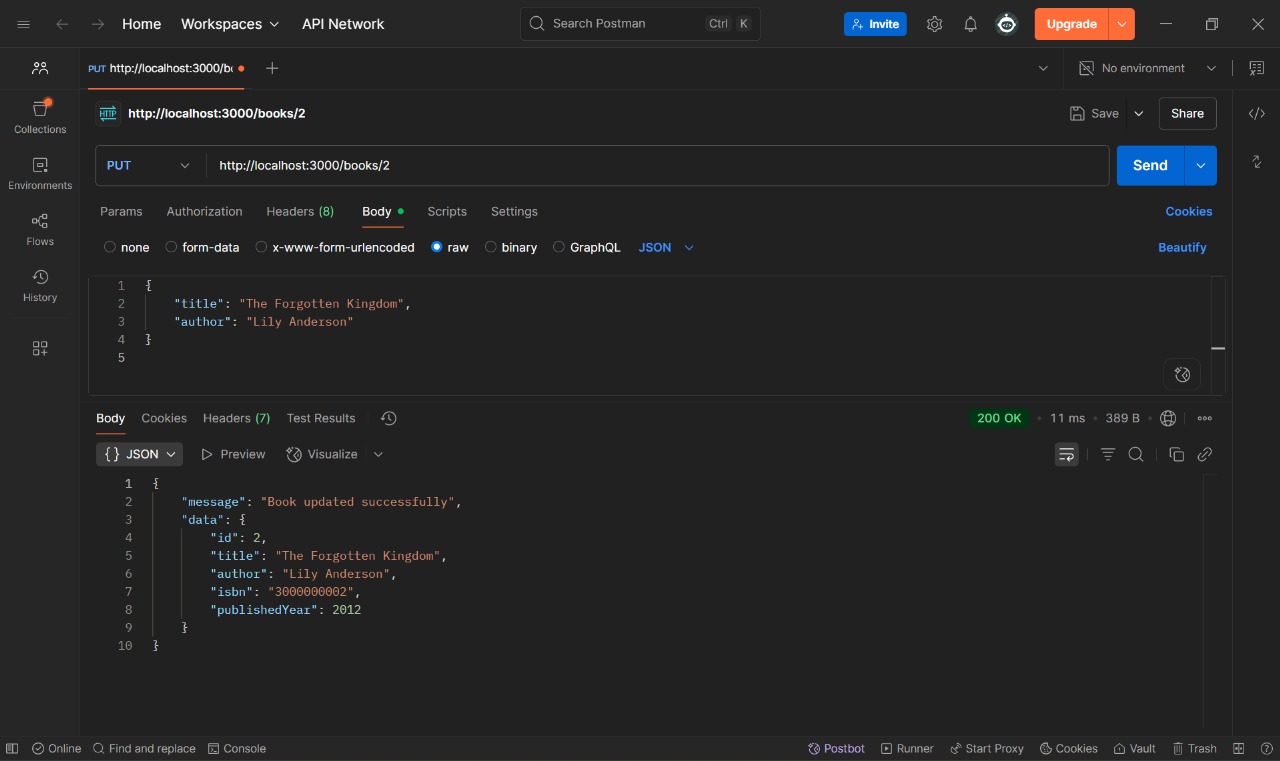 Home Workspaces API Network Search Postman Ctrl K Invite Upgrade
PUT http://localhost:3000/b No environment
Collections
Environments
Flows
History
HTTP http://localhost:3000/books/2 Save Share
PUT http://localhost:3000/books/2 Send
Params Authorization Headers (8) Body Scripts Settings Cookies
none form-data x-www-form-urlencoded raw binary GraphQL JSON Beautify
1 {
2 "title": "The Forgotten Kingdom",
3 "author": "Lily Anderson"
4 }
5
Body Cookies Headers (7) Test Results 200 OK 11 ms 389 B
{} JSON Preview Visualize
1 {
2 "message": "Book updated successfully",
3 "data": {
4 "id": 2,
5 "title": "The Forgotten Kingdom",
6 "author": "Lily Anderson",
7 "isbn": "3000000002",
8 "publishedYear": 2012
9 }
10 }
Online Find and replace Console Postbot Runner Start Proxy Cookies Vault Trash